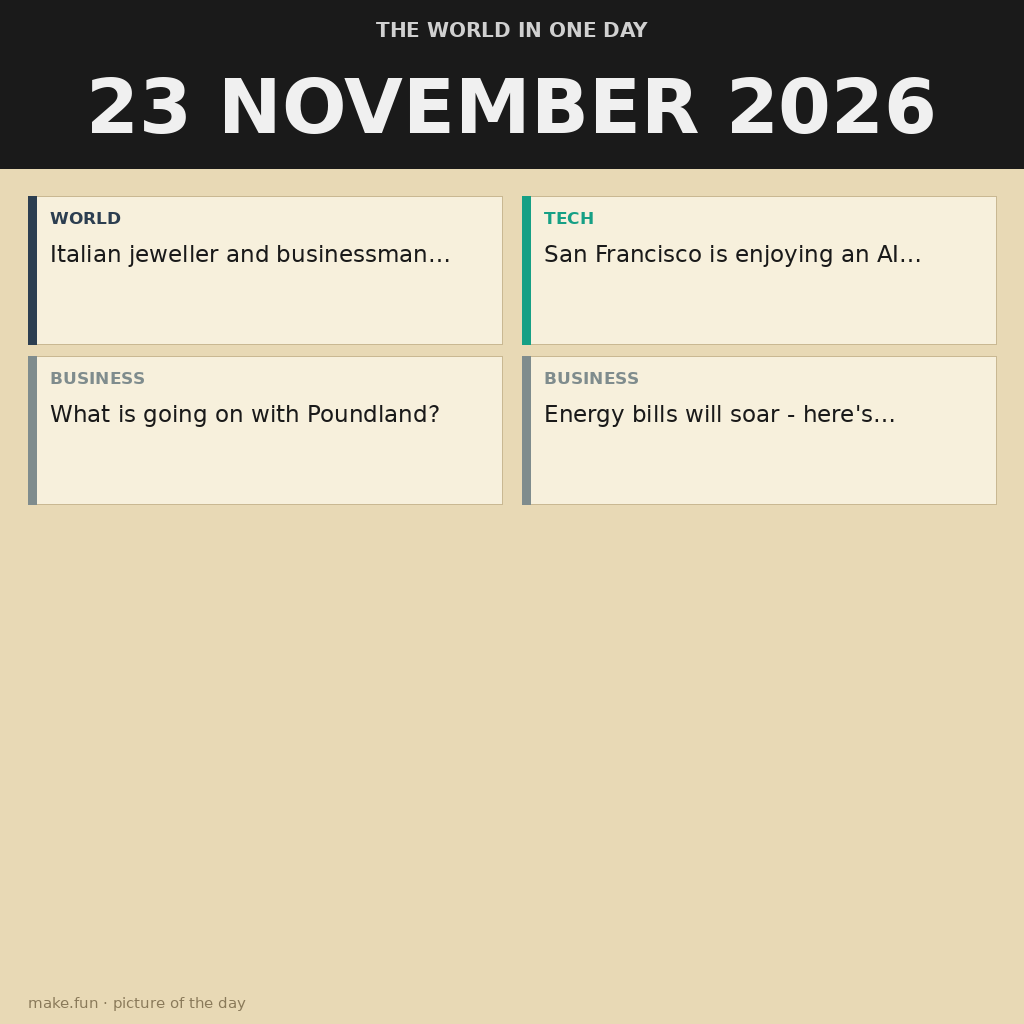 THE WORLD IN ONE DAY
23 NOVEMBER 2026
WORLD
Italian jeweller and businessman…
TECH
San Francisco is enjoying an AI…
BUSINESS
What is going on with Poundland?
BUSINESS
Energy bills will soar - here's…
make.fun · picture of the day